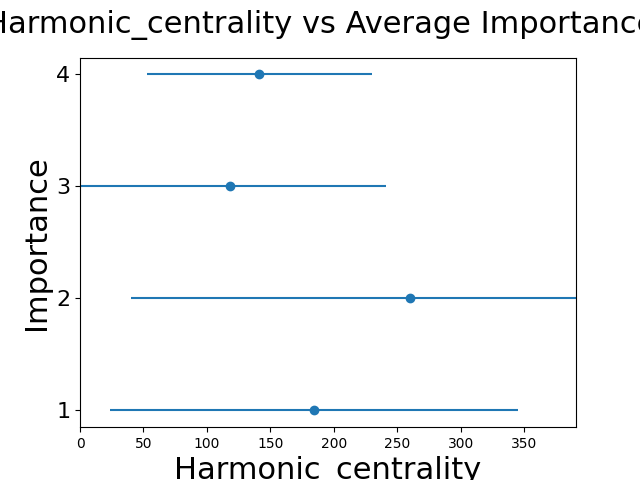 Harmonic_centrality vs Average Importance
4
3
2
1
Importance
0 50 100 150 200 250 300 350
Harmonic_centrality